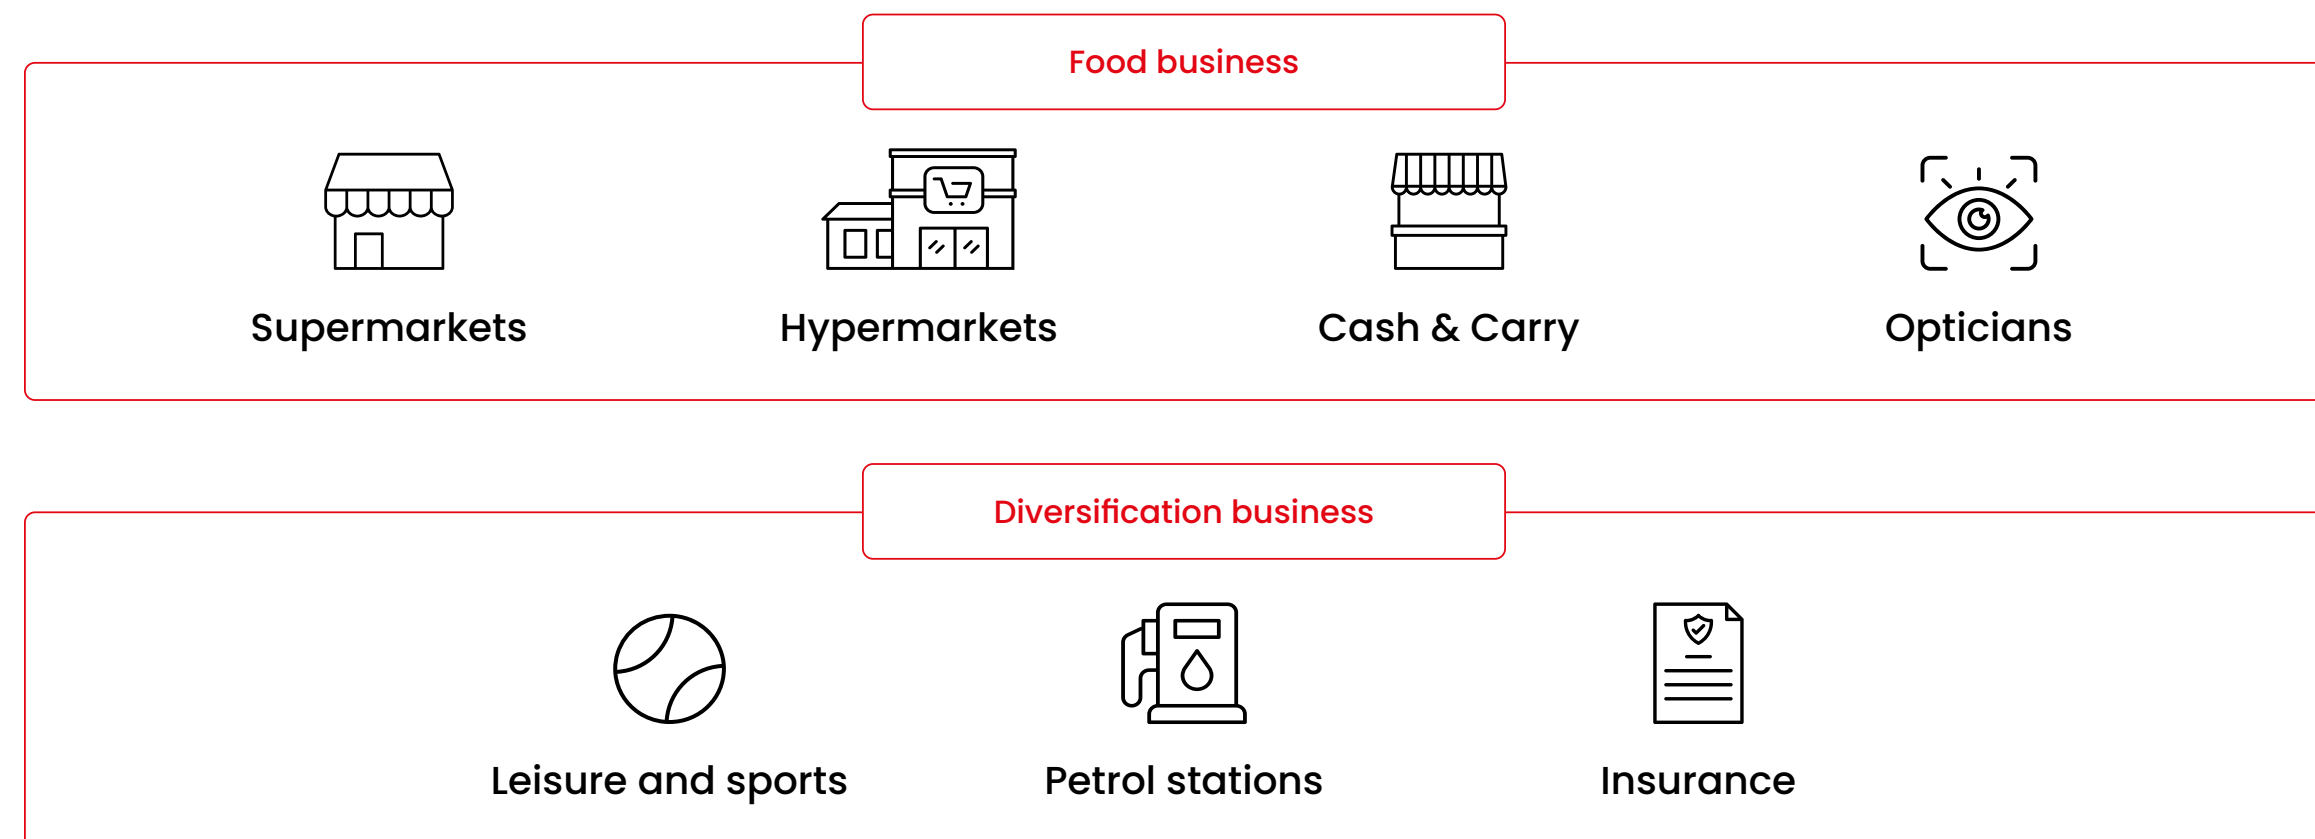 Food business
Supermarkets
Hypermarkets
Cash & Carry
Opticians
Diversification business
Leisure and sports
Petrol stations
Insurance